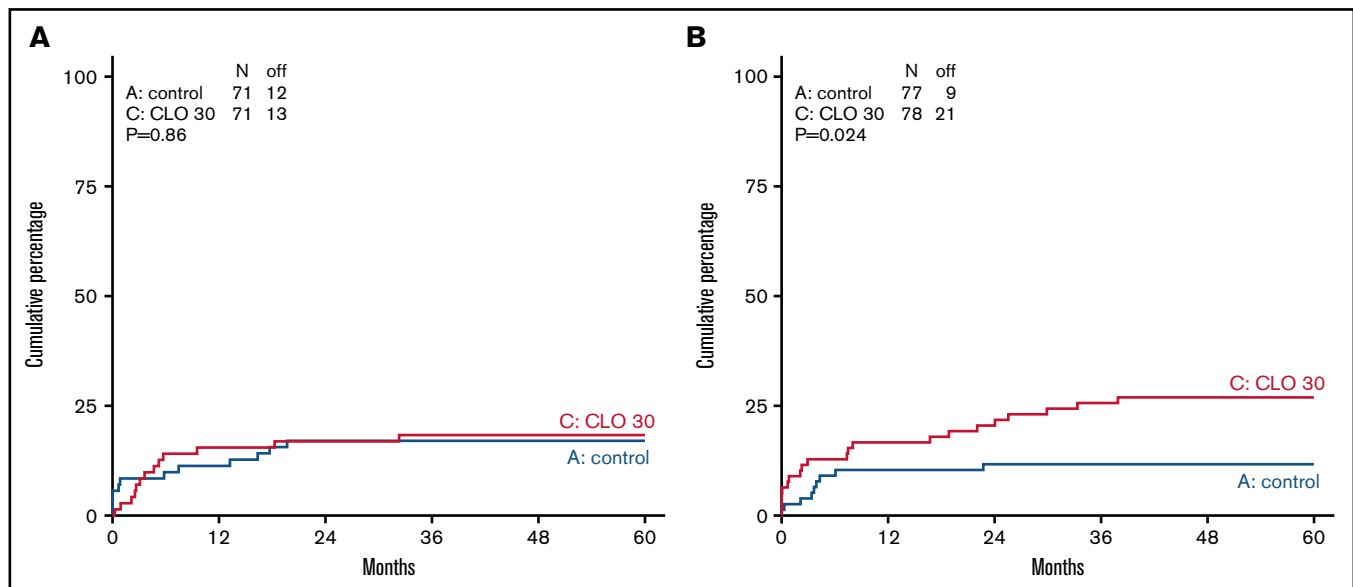 A
N off
A: control 71 12
C: CLO 30 71 13
P=0.86
100
75
50
25
0
Cumulative percentage
C: CLO 30
A: control
0 12 24 36 48 60
Months
B
N off
A: control 77 9
C: CLO 30 78 21
P=0.024
100
75
50
25
0
Cumulative percentage
C: CLO 30
A: control
0 12 24 36 48 60
Months